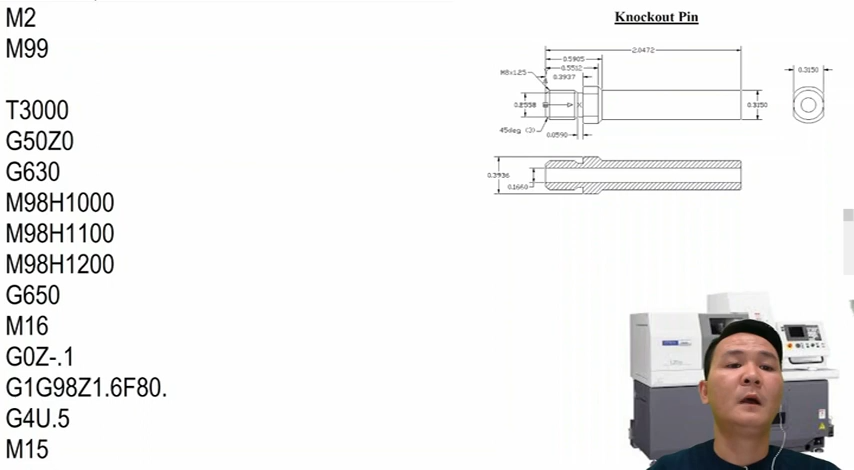 M2
M99
T3000
G50Z0
G630
M98H1000
M98H1100
M98H1200
G650
M16
G0Z-.1
G1G98Z1.6F80.
G4U.5
M15
Knockout Pin
2.0472
0.5905
0.5512
0.3937
M8x1.25
0.2558
45deg (3)
0.0590
0.3150
0.3150
0.3936
0.1660